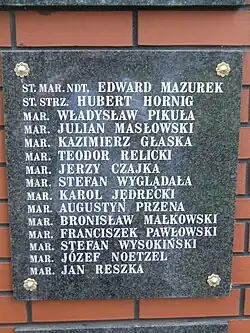 ST. MAR. NDT. EDWARD MAZUREK
ST. STRZ. HUBERT HORNIG
MAR. WŁADYSŁAW PIKUŁA
MAR. JULIAN MASŁOWSKI
MAR. KAZIMIERZ GŁASKA
MAR. TEODOR RELICKI
MAR. JERZY CZAJKA
MAR. STEFAN WYGLĄDAŁA
MAR. KAROL JĘDRECKI
MAR. AUGUSTYN PRZENA
MAR. BRONISŁAW MAŁKOWSKI
MAR. FRANCISZEK PAWŁOWSKI
MAR. STEFAN WYSOKIŃSKI
MAR. JÓZEF NOETZEL
MAR. JAN RESZKA